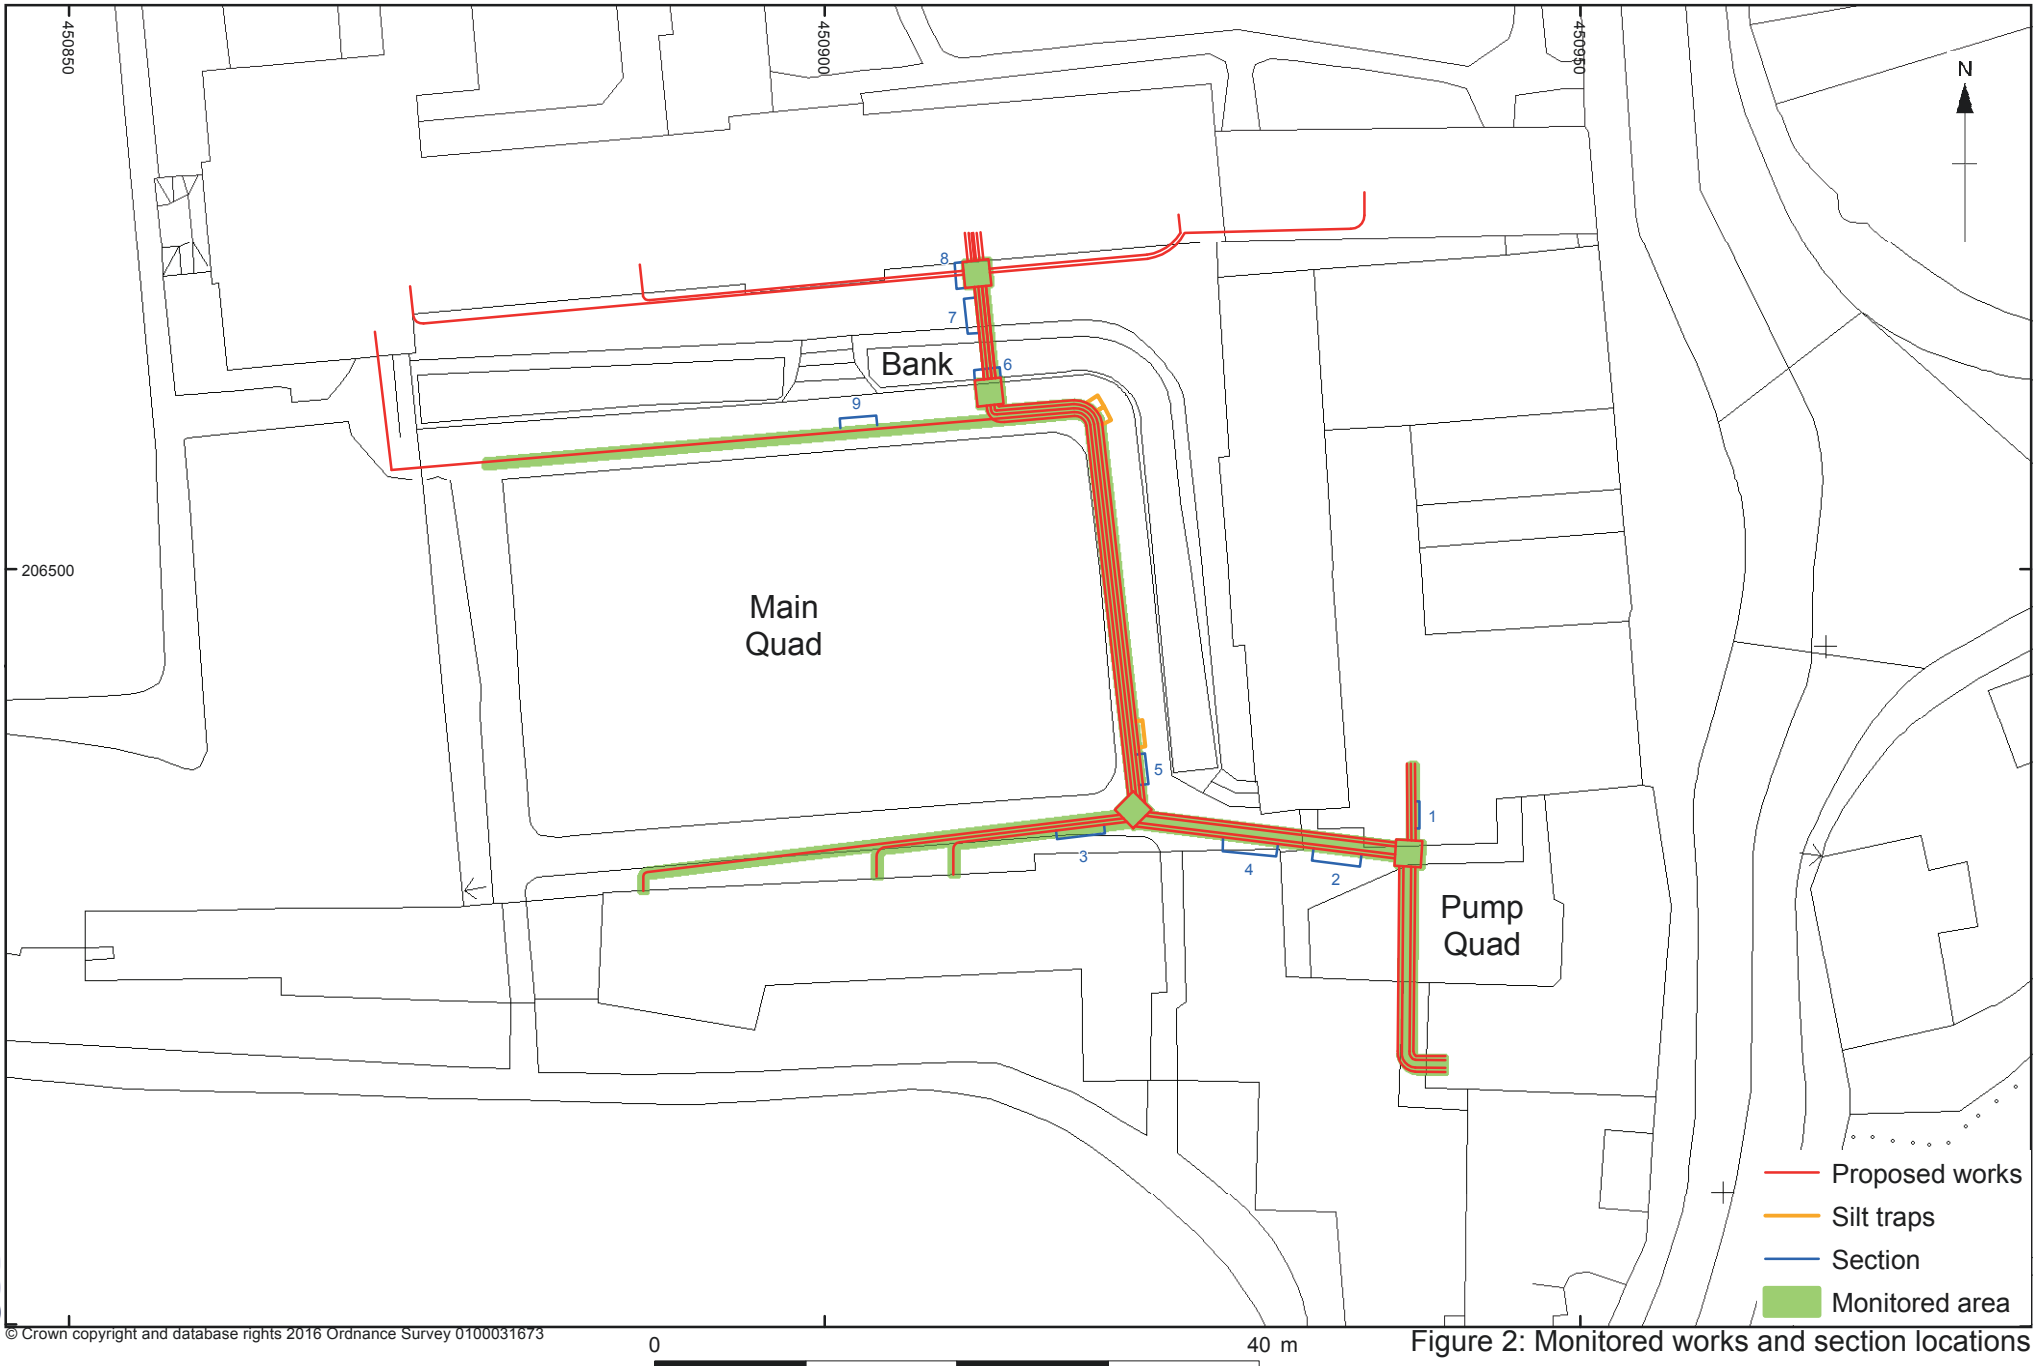 450850
450900
450950
N
8
7
Bank
6
9
206500
Main
Quad
5
1
3
4
2
Pump
Quad
Proposed works
Silt traps
Section
Monitored area
© Crown copyright and database rights 2016 Ordnance Survey 0100031673
0
40 m
Figure 2: Monitored works and section locations